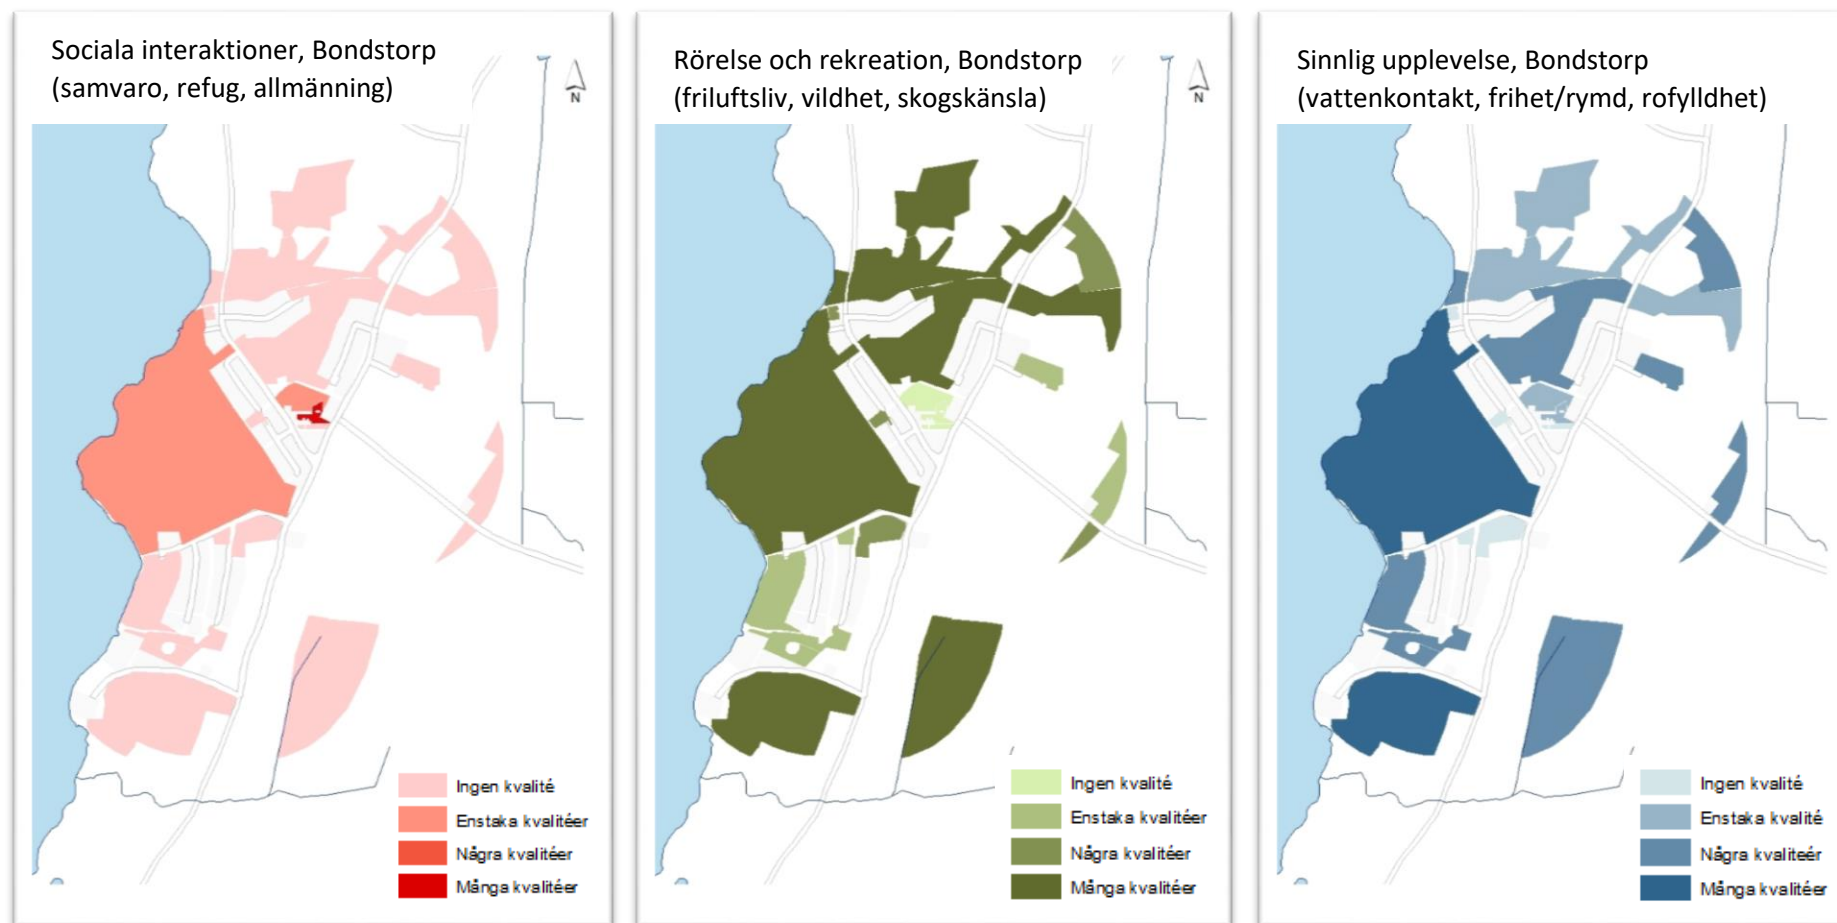 Sociala interaktioner, Bondstorp
(samvaro, refug, allmänning)
N
Ingen kvalité
Enstaka kvalitéer
Några kvalitéer
Många kvalitéer
Rörelse och rekreation, Bondstorp
(friluftsliv, vildhet, skogskänsla)
N
Ingen kvalité
Enstaka kvalitéer
Några kvalitéer
Många kvalitéer
Sinnlig upplevelse, Bondstorp
(vattenkontakt, frihet/rymd, rofylldhet)
Ingen kvalité
Enstaka kvalité
Några kvaliteér
Många kvalitéer